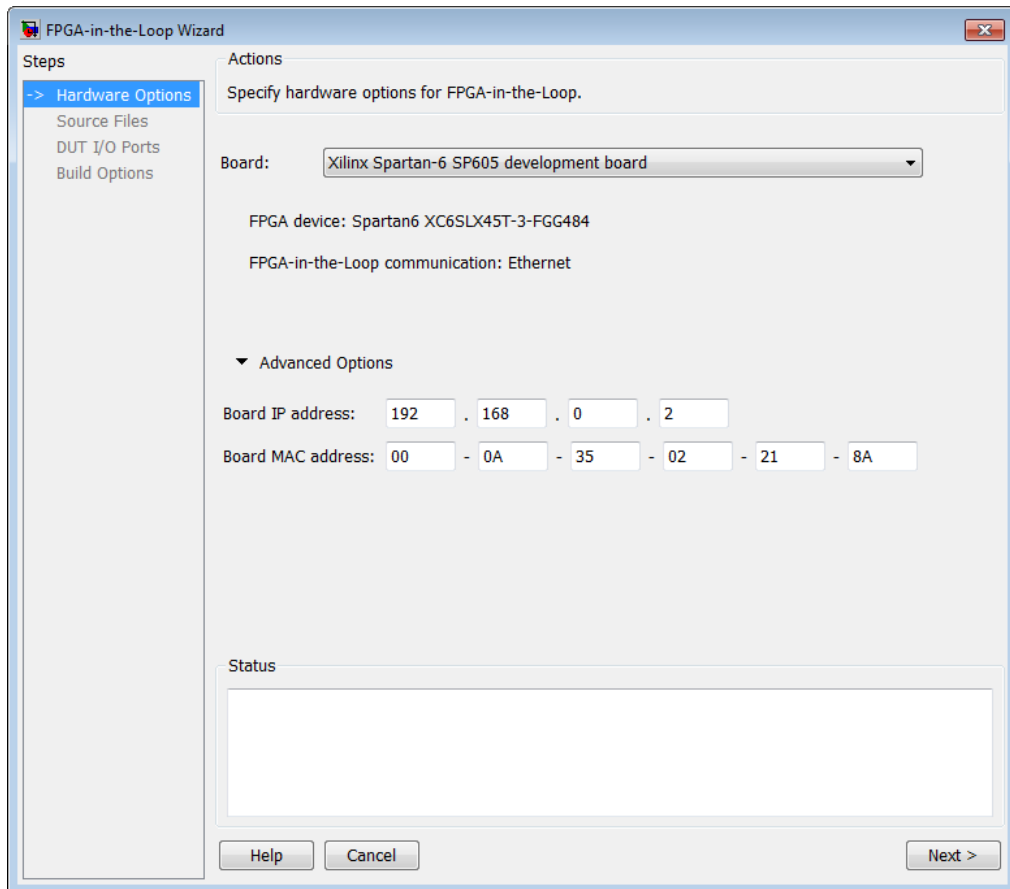 FPGA-in-the-Loop Wizard
Steps
-> Hardware Options
Source Files
DUT I/O Ports
Build Options
Actions
Specify hardware options for FPGA-in-the-Loop.
Board: Xilinx Spartan-6 SP605 development board
FPGA device: Spartan6 XC6SLX45T-3-FGG484
FPGA-in-the-Loop communication: Ethernet
Advanced Options
Board IP address: 192 . 168 . 0 . 2
Board MAC address: 00 - 0A - 35 - 02 - 21 - 8A
Status
Help Cancel Next >